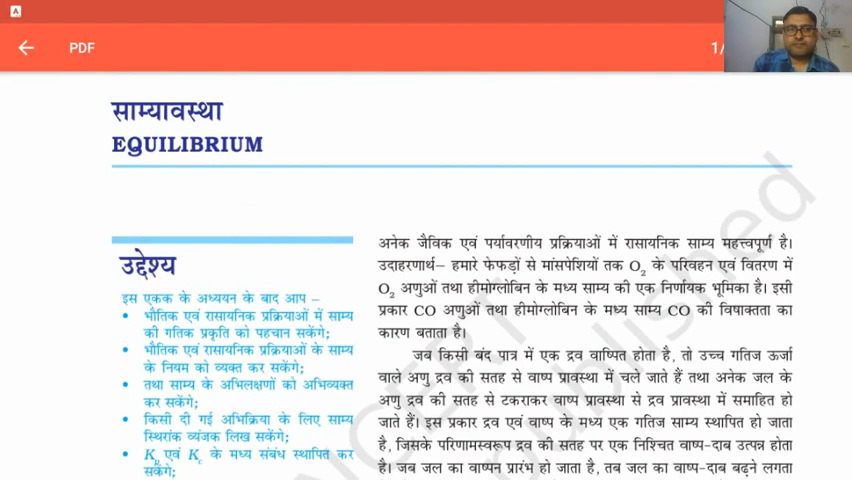 A
PDF
1/
साम्यावस्था
EQUILIBRIUM
उद्देश्य
इस एकक के अध्ययन के बाद आप –
• भौतिक एवं रासायनिक प्रक्रियाओं में साम्य
की गतिक प्रकृति को पहचान सकेंगे;
• भौतिक एवं रासायनिक प्रक्रियाओं के साम्य
के नियम को व्यक्त कर सकेंगे;
• तथा साम्य के अभिलक्षणों को अभिव्यक्त
कर सकेंगे;
• किसी दी गई अभिक्रिया के लिए साम्य
स्थिरांक व्यंजक लिख सकेंगे;
• Kp एवं Kc के मध्य संबंध स्थापित कर
सकेंगे;
अनेक जैविक एवं पर्यावरणीय प्रक्रियाओं में रासायनिक साम्य महत्त्वपूर्ण है।
उदाहरणार्थ– हमारे फेफड़ों से मांसपेशियों तक O₂ के परिवहन एवं वितरण में
O₂ अणुओं तथा हीमोग्लोबिन के मध्य साम्य की एक निर्णायक भूमिका है। इसी
प्रकार CO अणुओं तथा हीमोग्लोबिन के मध्य साम्य CO की विषाक्तता का
कारण बताता है।
जब किसी बंद पात्र में एक द्रव वाष्पित होता है, तो उच्च गतिज ऊर्जा
वाले अणु द्रव की सतह से वाष्प प्रावस्था में चले जाते हैं तथा अनेक जल के
अणु द्रव की सतह से टकराकर वाष्प प्रावस्था से द्रव प्रावस्था में समाहित हो
जाते हैं। इस प्रकार द्रव एवं वाष्प के मध्य एक गतिज साम्य स्थापित हो जाता
है, जिसके परिणामस्वरूप द्रव की सतह पर एक निश्चित वाष्प-दाब उत्पन्न होता
है। जब जल का वाष्पन प्रारंभ हो जाता है, तब जल का वाष्प-दाब बढ़ने लगता
NCERT
published